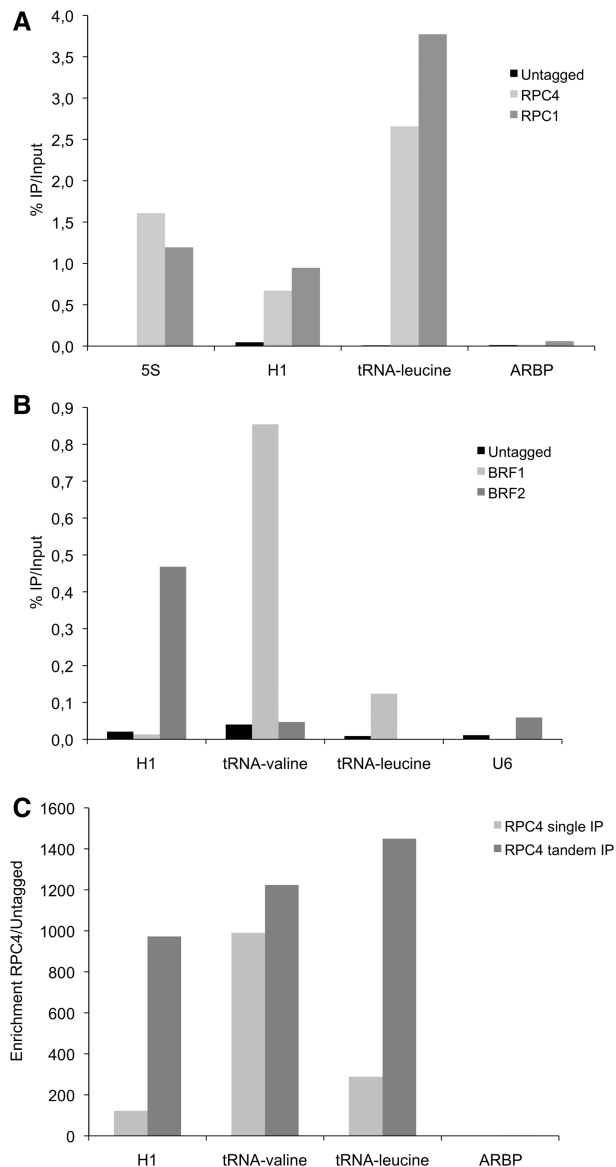 A
% IP/Input
4,0
3,5
3,0
2,5
2,0
1,5
1,0
0,5
0,0
Untagged
RPC4
RPC1
5S H1 tRNA-leucine ARBP
B
% IP/Input
0,9
0,8
0,7
0,6
0,5
0,4
0,3
0,2
0,1
0,0
Untagged
BRF1
BRF2
H1 tRNA-valine tRNA-leucine U6
C
Enrichment RPC4/Untagged
1600
1400
1200
1000
800
600
400
200
0
RPC4 single IP
RPC4 tandem IP
H1 tRNA-valine tRNA-leucine ARBP